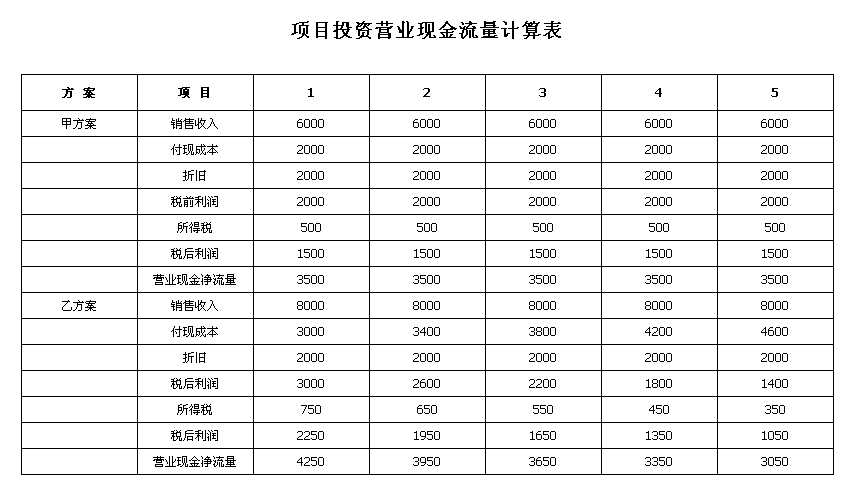 项目投资营业现金流量计算表
方 案 项 目 1 2 3 4 5
甲方案 销售收入 6000 6000 6000 6000 6000
付现成本 2000 2000 2000 2000 2000
折旧 2000 2000 2000 2000 2000
税前利润 2000 2000 2000 2000 2000
所得税 500 500 500 500 500
税后利润 1500 1500 1500 1500 1500
营业现金净流量 3500 3500 3500 3500 3500
乙方案 销售收入 8000 8000 8000 8000 8000
付现成本 3000 3400 3800 4200 4600
折旧 2000 2000 2000 2000 2000
税后利润 3000 2600 2200 1800 1400
所得税 750 650 550 450 350
税后利润 2250 1950 1650 1350 1050
营业现金净流量 4250 3950 3650 3350 3050